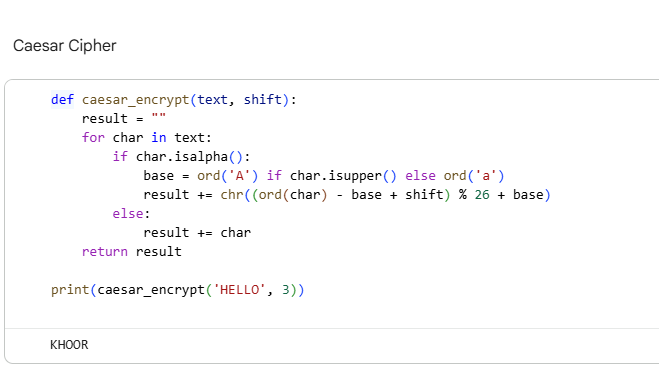 Caesar Cipher
def caesar_encrypt(text, shift):
    result = ""
    for char in text:
        if char.isalpha():
            base = ord('A') if char.isupper() else ord('a')
            result += chr((ord(char) - base + shift) % 26 + base)
        else:
            result += char
    return result

print(caesar_encrypt('HELLO', 3))
KHOOR